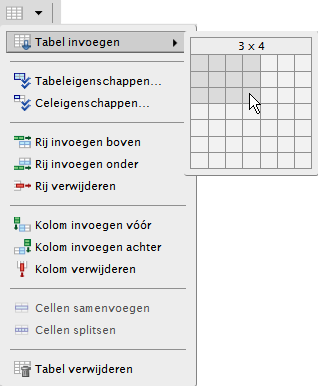 Tabel invoegen
3 x 4
Tabeleigenschappen...
Celeigenschappen...
Rij invoegen boven
Rij invoegen onder
Rij verwijderen
Kolom invoegen vóór
Kolom invoegen achter
Kolom verwijderen
Cellen samenvoegen
Cellen splitsen
Tabel verwijderen